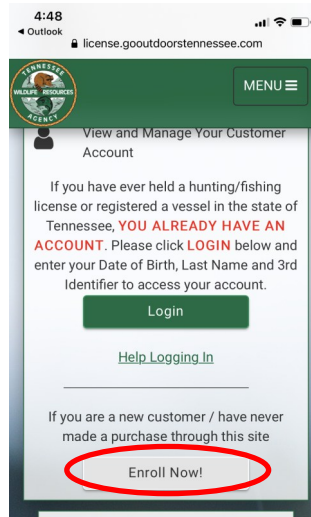 4:48
◄ Outlook
license.gooutdoorstennessee.com
TENNESSEE
WILDLIFE RESOURCES
AGENCY
MENU ☰
View and Manage Your Customer
Account
If you have ever held a hunting/fishing
license or registered a vessel in the state of
Tennessee, YOU ALREADY HAVE AN
ACCOUNT. Please click LOGIN below and
enter your Date of Birth, Last Name and 3rd
Identifier to access your account.
Login
Help Logging In
If you are a new customer / have never
made a purchase through this site
Enroll Now!